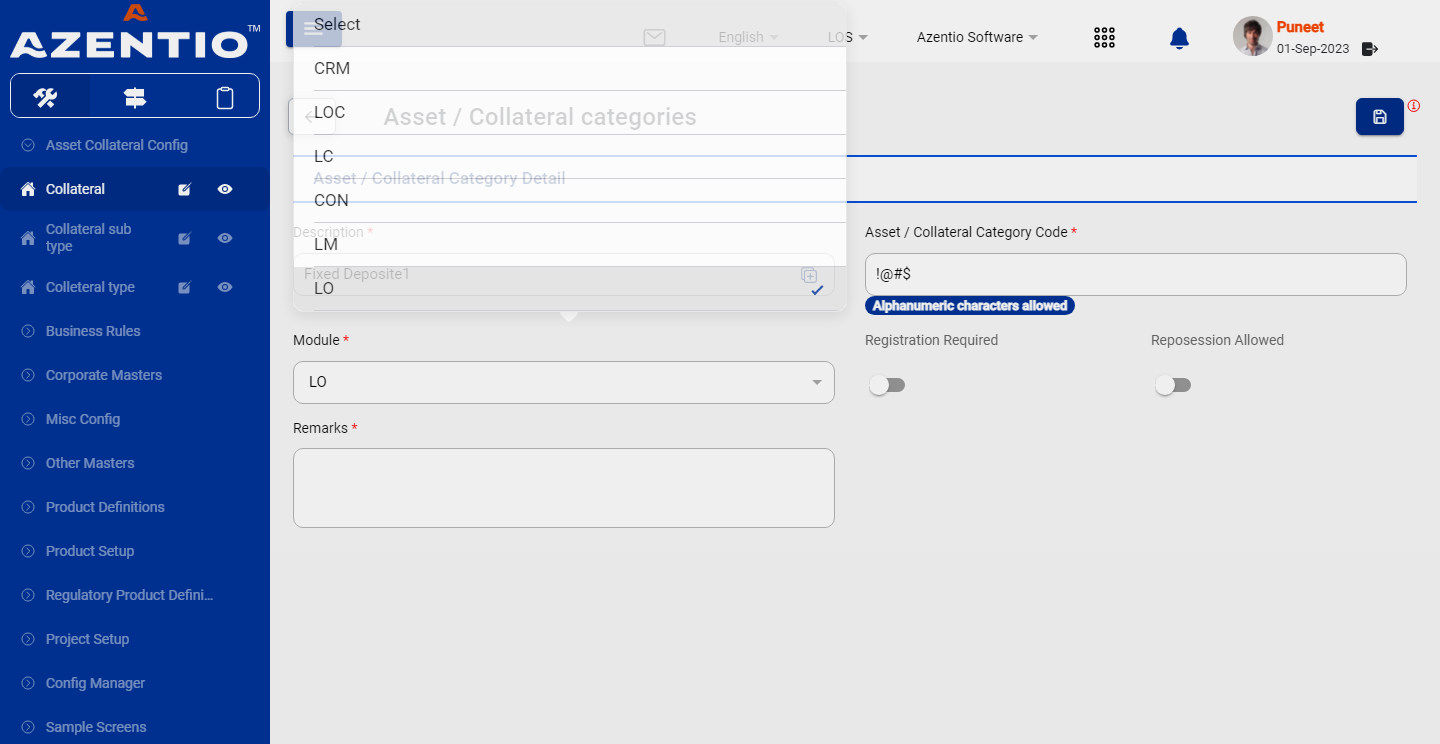 AZENTIO™
Asset Collateral Config
Collateral
Collateral sub
type
Colleteral type
Business Rules
Corporate Masters
Misc Config
Other Masters
Product Definitions
Product Setup
Regulatory Product Defini...
Project Setup
Config Manager
Sample Screens
English
LOS
Azentio Software
Puneet
01-Sep-2023
Select
CRM
LOC
LC
CON
LM
LO
Asset / Collateral categories
Asset / Collateral Category Detail
Description *
Fixed Deposite1
Asset / Collateral Category Code *
!@#$
Alphanumeric characters allowed
Module *
LO
Registration Required
Reposession Allowed
Remarks *